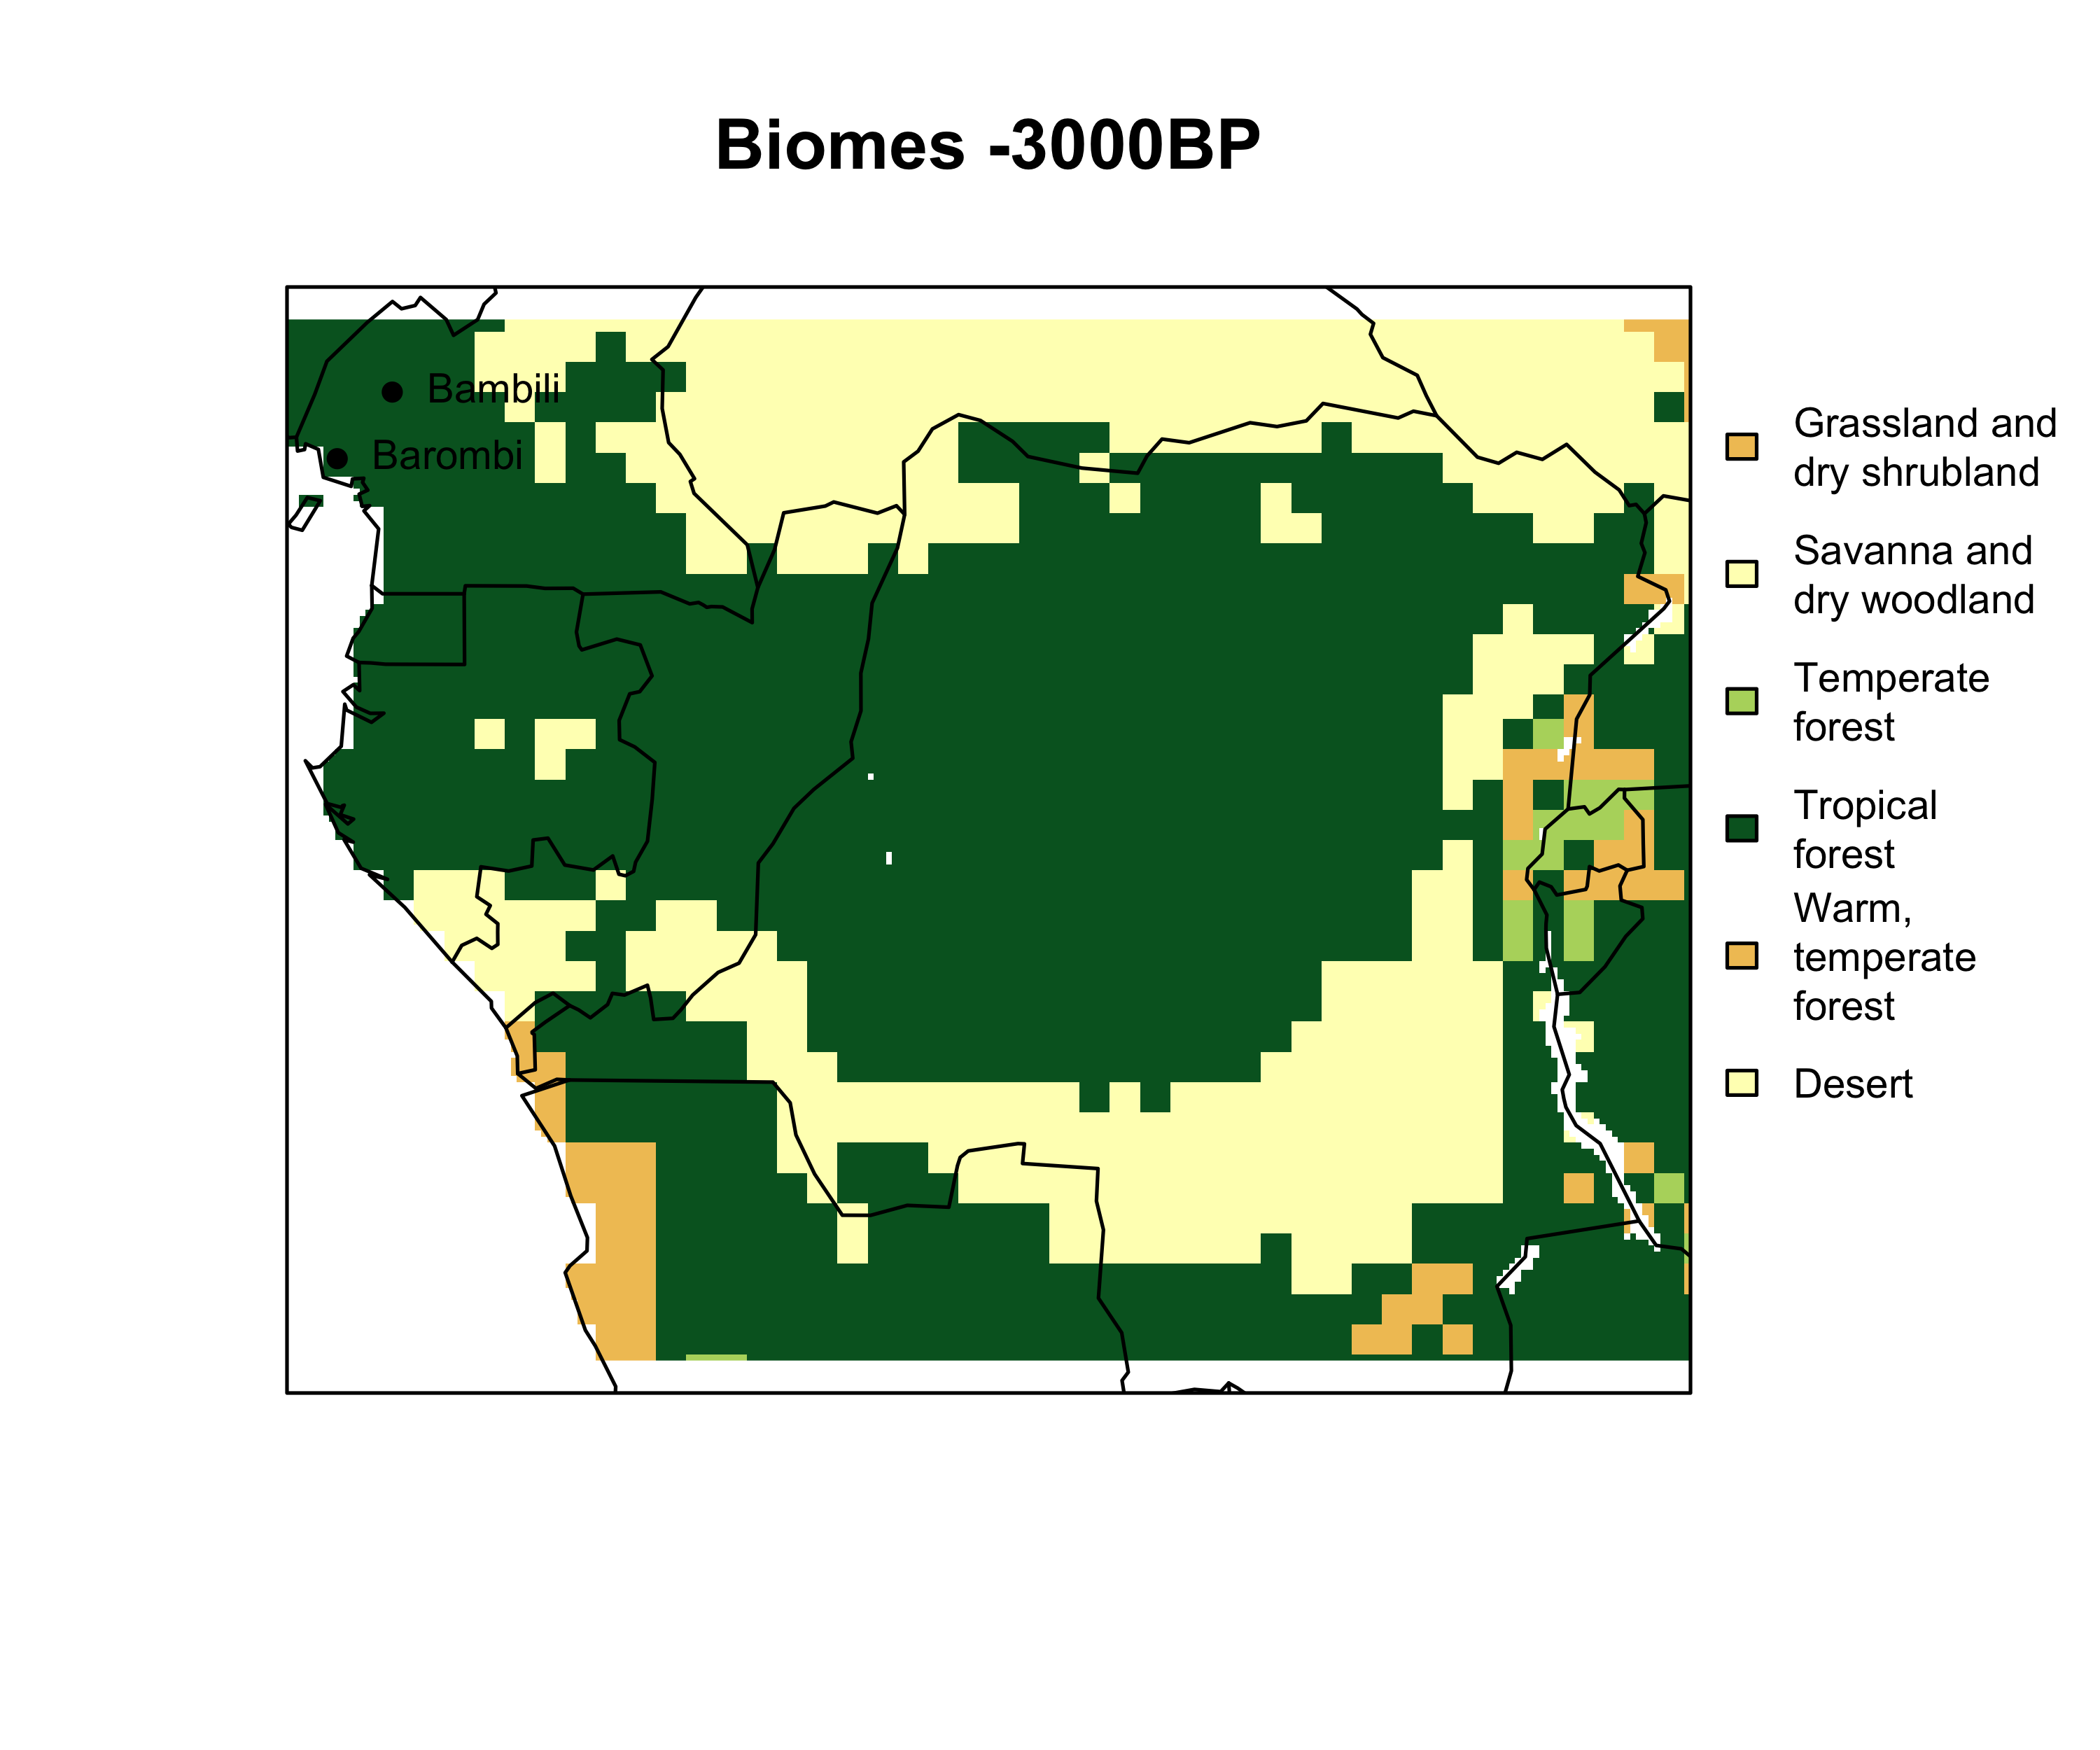 Biomes -3000BP
Bambili
Barombi
Grassland and
dry shrubland
Savanna and
dry woodland
Temperate
forest
Tropical
forest
Warm,
temperate
forest
Desert